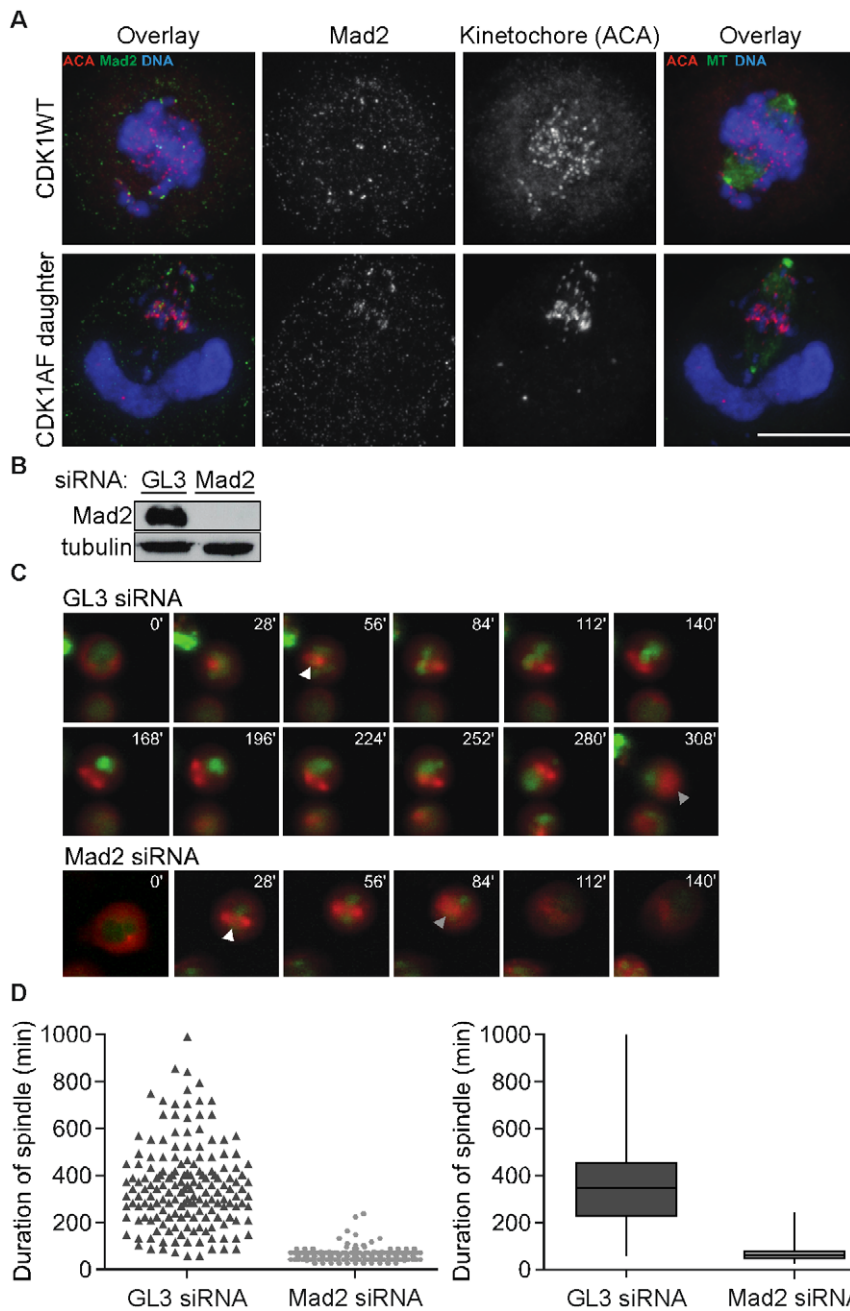 A
Overlay Mad2 Kinetochore (ACA) Overlay
ACA Mad2 DNA
ACA MT DNA
CDK1WT
CDK1AF daughter
B
siRNA: GL3 Mad2
Mad2
tubulin
C
GL3 siRNA
0' 28' 56' 84' 112' 140'
168' 196' 224' 252' 280' 308'
Mad2 siRNA
0' 28' 56' 84' 112' 140'
D
Duration of spindle (min)
1000
800
600
400
200
0
GL3 siRNA Mad2 siRNA
Duration of spindle (min)
1000
800
600
400
200
0
GL3 siRNA Mad2 siRNA